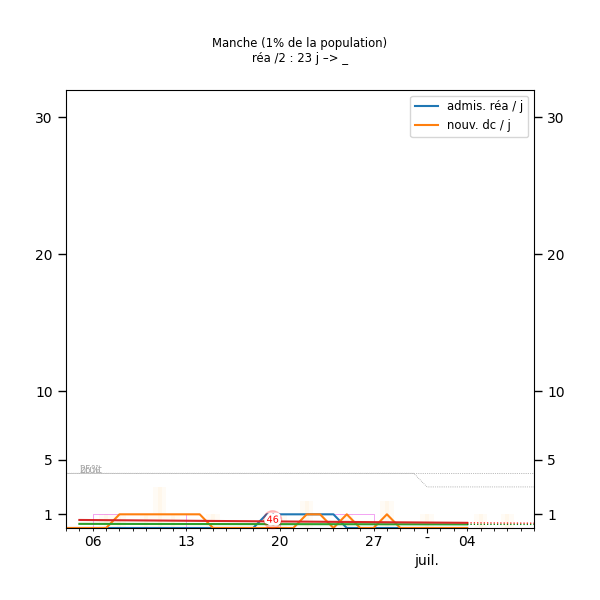 Manche (1% de la population)
réa /2 : 23 j –> _
admis. réa / j
nouv. dc / j
30 30
20 20
10 10
5 5
25%
1 1
46
06 13 20 27 - 04
juil.